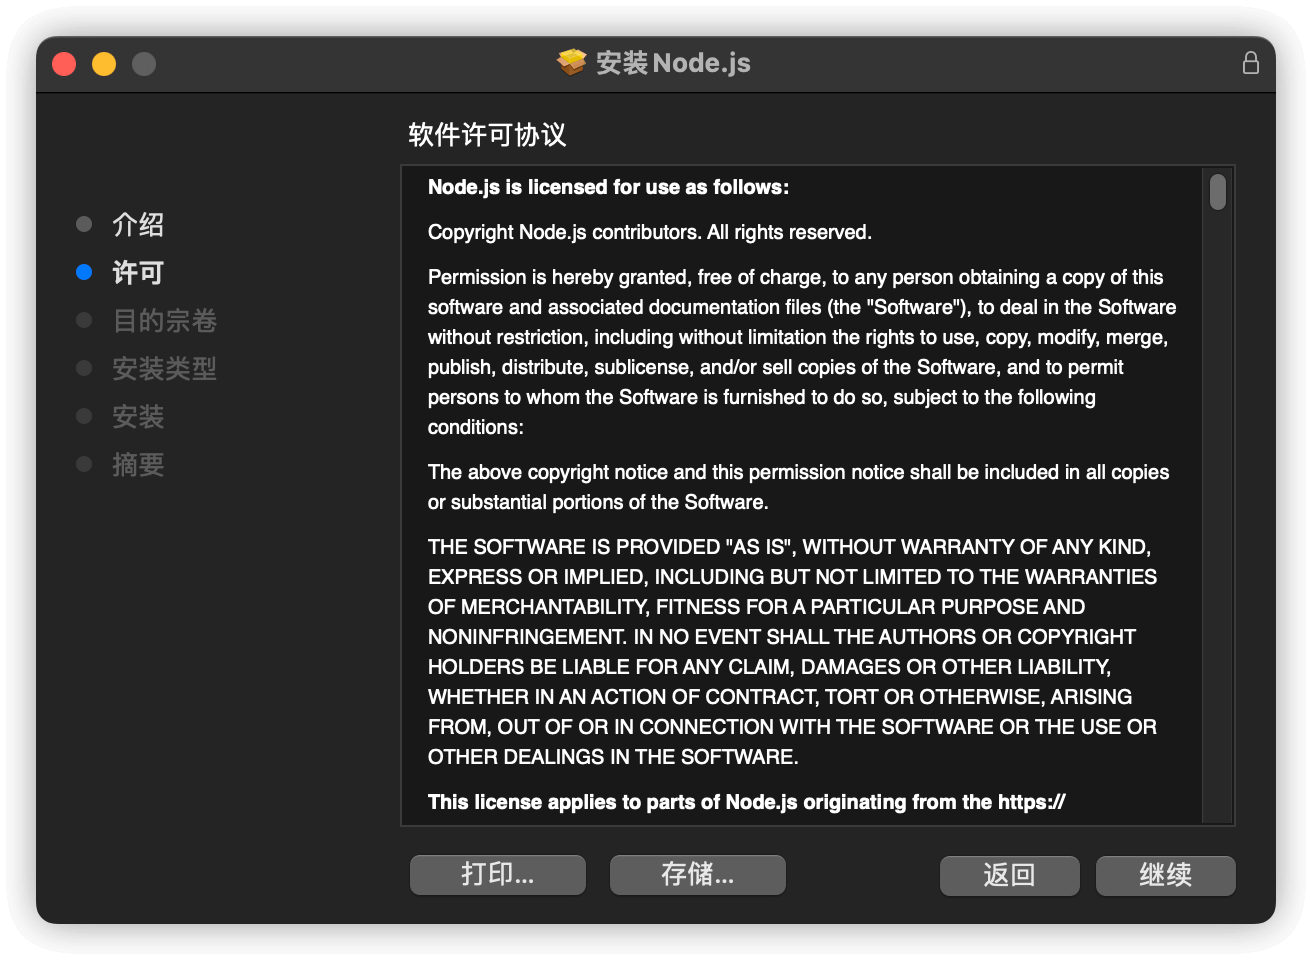 安装 Node.js
软件许可协议
介绍
许可
目的宗卷
安装类型
安装
摘要
Node.js is licensed for use as follows:
Copyright Node.js contributors. All rights reserved.
Permission is hereby granted, free of charge, to any person obtaining a copy of this
software and associated documentation files (the "Software"), to deal in the Software
without restriction, including without limitation the rights to use, copy, modify, merge,
publish, distribute, sublicense, and/or sell copies of the Software, and to permit
persons to whom the Software is furnished to do so, subject to the following
conditions:
The above copyright notice and this permission notice shall be included in all copies
or substantial portions of the Software.
THE SOFTWARE IS PROVIDED "AS IS", WITHOUT WARRANTY OF ANY KIND,
EXPRESS OR IMPLIED, INCLUDING BUT NOT LIMITED TO THE WARRANTIES
OF MERCHANTABILITY, FITNESS FOR A PARTICULAR PURPOSE AND
NONINFRINGEMENT. IN NO EVENT SHALL THE AUTHORS OR COPYRIGHT
HOLDERS BE LIABLE FOR ANY CLAIM, DAMAGES OR OTHER LIABILITY,
WHETHER IN AN ACTION OF CONTRACT, TORT OR OTHERWISE, ARISING
FROM, OUT OF OR IN CONNECTION WITH THE SOFTWARE OR THE USE OR
OTHER DEALINGS IN THE SOFTWARE.
This license applies to parts of Node.js originating from the https://
打印...
存储...
返回
继续